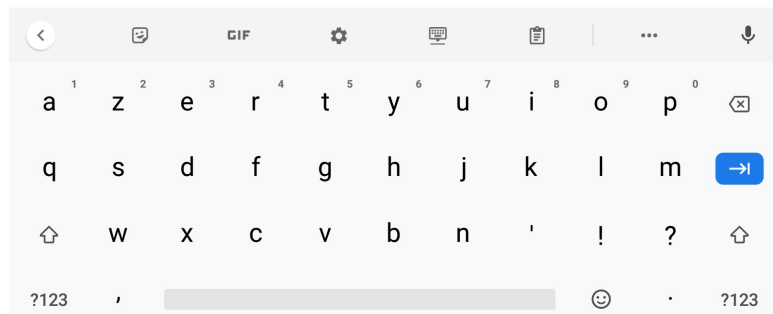 GIF
a 1 z 2 e 3 r 4 t 5 y 6 u 7 i 8 o 9 p 0
q s d f g h j k l m
w x c v b n ' ! ?
?123 , . ?123